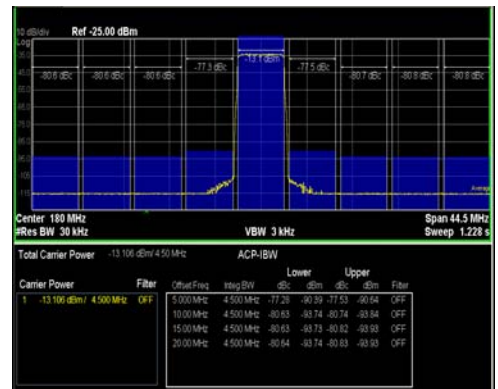 10 dB/div Ref -25.00 dBm
Log
-13.1 dBm
-80.6 dBc -80.6 dBc -80.6 dBc -77.3 dBc -77.5 dBc -80.7 dBc -80.8 dBc -80.8 dBc
-115
Average
Center 180 MHz Span 44.5 MHz
#Res BW 30 kHz VBW 3 kHz Sweep 1.228 s
Total Carrier Power -13.106 dBm/ 4.50 MHz ACP-IBW
Lower Upper
Carrier Power Filter Offset Freq Integ BW dBc dBm dBc dBm Filter
1 -13.106 dBm / 4.500 MHz OFF 5.000 MHz 4.500 MHz -77.28 -90.39 -77.53 -90.64 OFF
10.00 MHz 4.500 MHz -80.63 -93.74 -80.74 -93.84 OFF
15.00 MHz 4.500 MHz -80.63 -93.73 -80.82 -93.93 OFF
20.00 MHz 4.500 MHz -80.64 -93.74 -80.83 -93.93 OFF